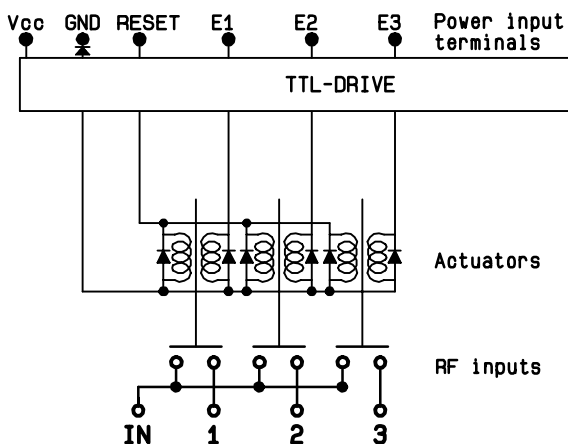 Vcc GND RESET E1 E2 E3 Power input
terminals
TTL-DRIVE
Actuators
RF inputs
IN 1 2 3